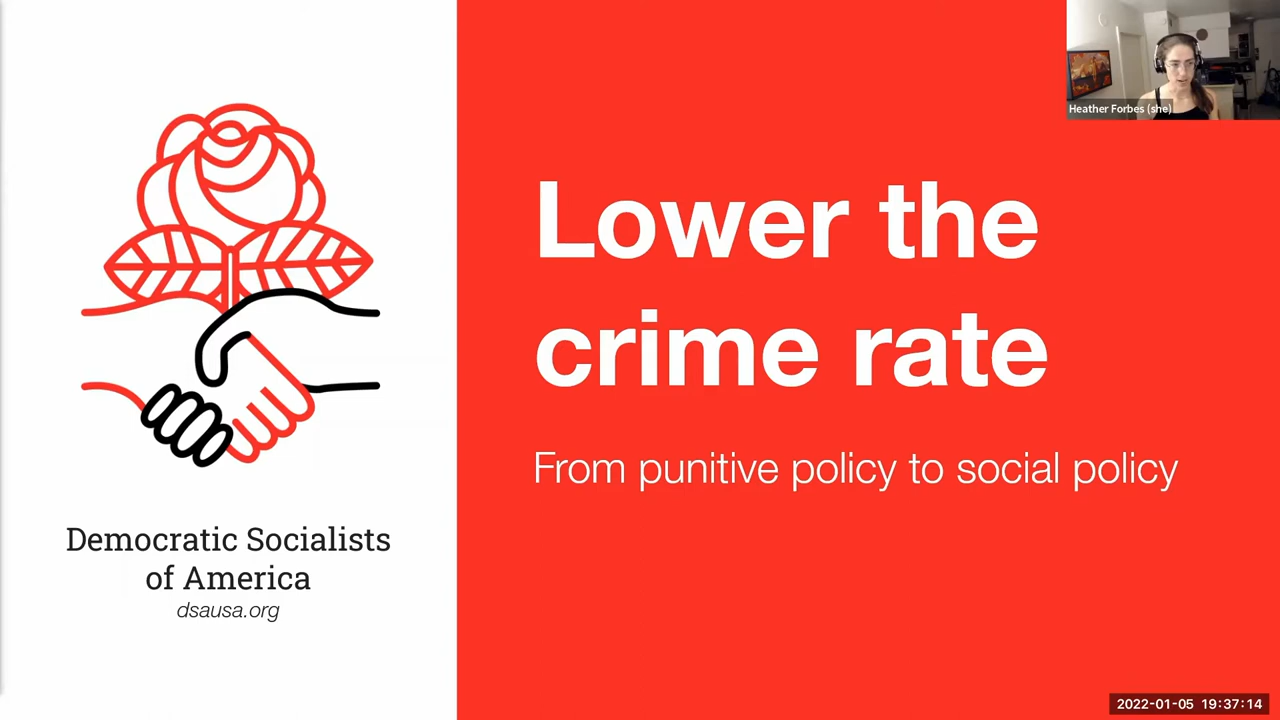 Heather Forbes (she)
Lower the
crime rate
From punitive policy to social policy
Democratic Socialists
of America
dsausa.org
2022-01-05 19:37:14